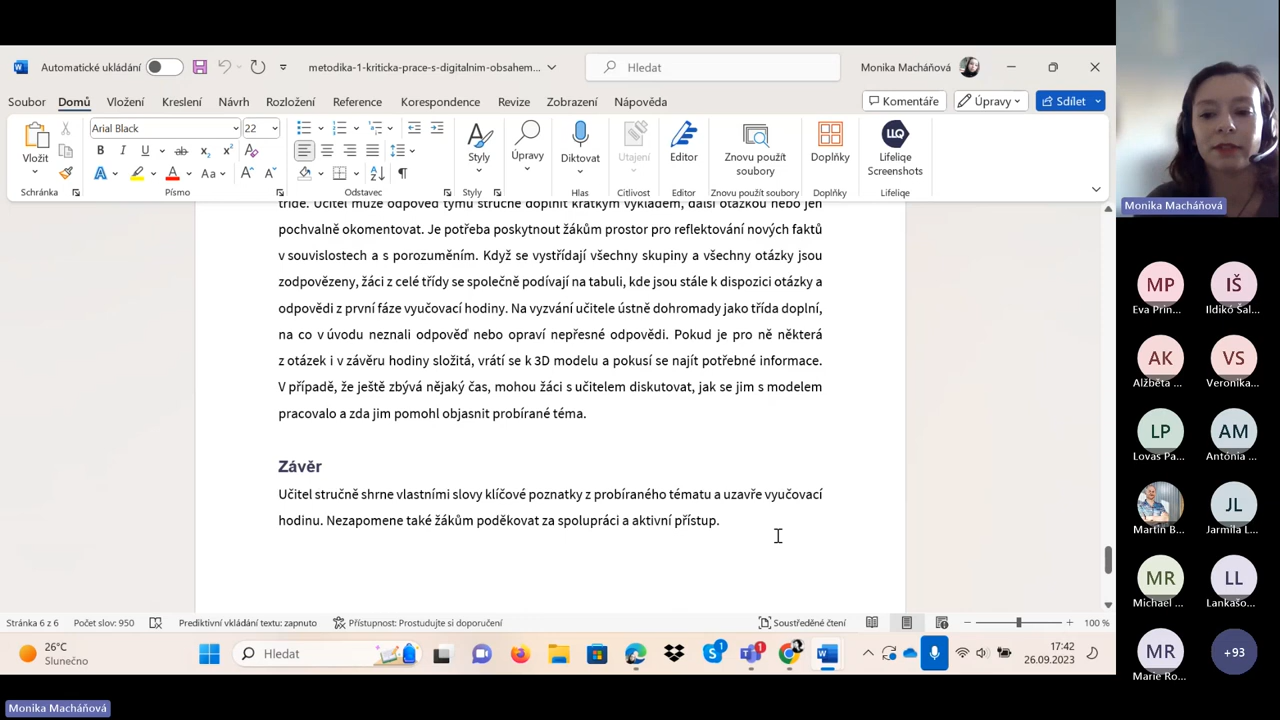 Automatické ukládání
metodika-1-kriticka-prace-s-digitalnim-obsahem...
Hledat
Monika Macháňová
Soubor Domů Vložení Kreslení Návrh Rozložení Reference Korespondence Revize Zobrazení Nápověda
Komentáře Úpravy Sdílet
Arial Black 22
Vložit
Styly
Úpravy
Diktovat
Utajení
Editor
Znovu použít
soubory
Doplňky
LLQ
Lifeliqe
Screenshots
Schránka Písmo Odstavec Styly Hlas Citlivost Editor Znovu použít soubory Doplňky Lifeliqe
třídě. Učitel může odpověď týmu stručně doplnit krátkým výkladem, další otázkou nebo jen
pochvalně okomentovat. Je potřeba poskytnout žákům prostor pro reflektování nových faktů
v souvislostech a s porozuměním. Když se vystřídají všechny skupiny a všechny otázky jsou
zodpovězeny, žáci z celé třídy se společně podívají na tabuli, kde jsou stále k dispozici otázky a
odpovědi z první fáze vyučovací hodiny. Na vyzvání učitele ústně dohromady jako třída doplní,
na co v úvodu neznali odpověď nebo opraví nepřesné odpovědi. Pokud je pro ně některá
z otázek i v závěru hodiny složitá, vrátí se k 3D modelu a pokusí se najít potřebné informace.
V případě, že ještě zbývá nějaký čas, mohou žáci s učitelem diskutovat, jak se jim s modelem
pracovalo a zda jim pomohl objasnit probírané téma.
Závěr
Učitel stručně shrne vlastními slovy klíčové poznatky z probíraného tématu a uzavře vyučovací
hodinu. Nezapomene také žákům poděkovat za spolupráci a aktivní přístup.
Stránka 6 z 6 Počet slov: 950 Prediktivní vkládání textu: zapnuto Přístupnost: Prostudujte si doporučení Soustředěné čtení 100 %
26°C
Slunečno
Hledat
17:42
26.09.2023
Monika Macháňová
Monika Macháňová
MP IŠ
Eva Prin... Ildikó Šal...
AK VS
Alžběta ... Veronika...
LP AM
Lovas Pa... Antónia ...
JL
Martin B... Jarmila L...
MR LL
Michael ... Lankašo...
MR +93
Marie Ro...